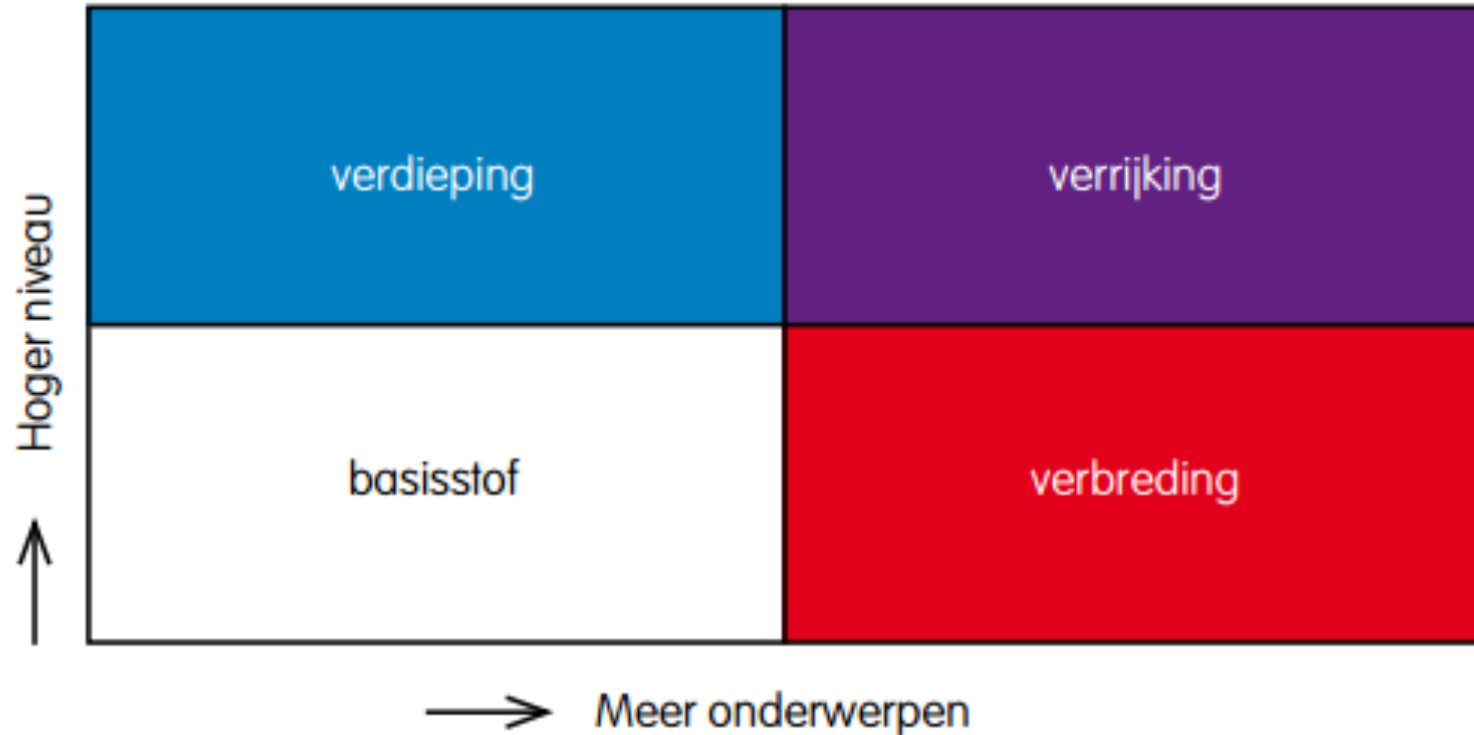 verdieping
verrijking
Hoger niveau
basisstof
verbreding
Meer onderwerpen